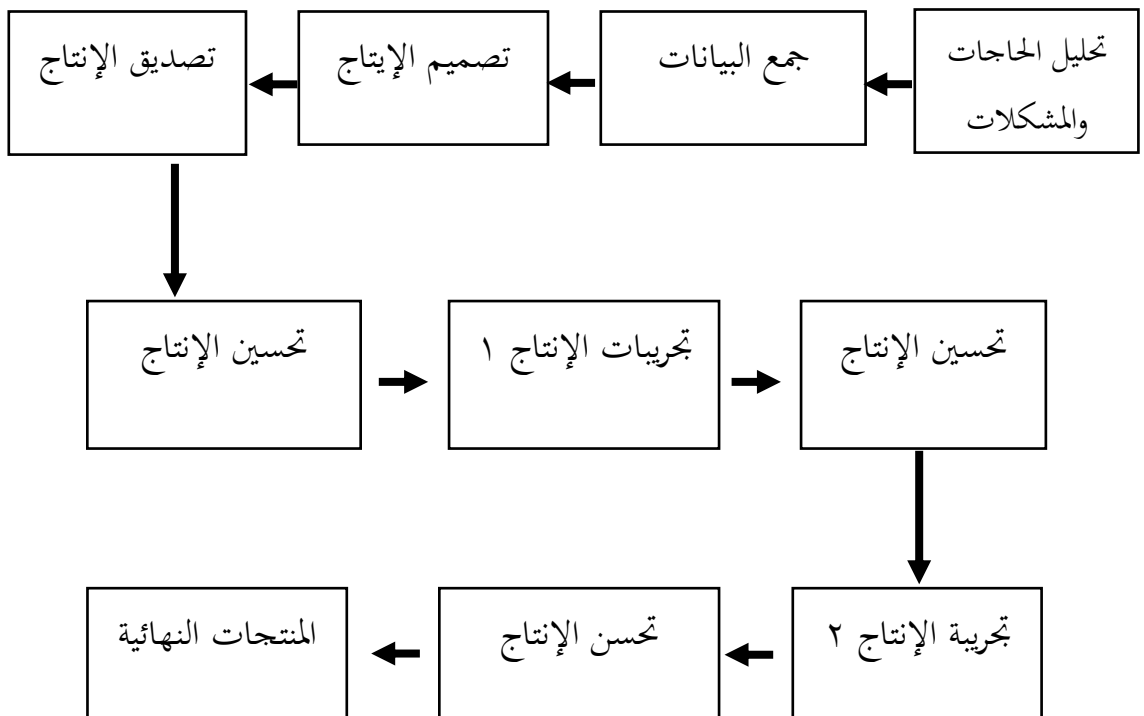 تحليل الحاجات
والمشكلات
جمع البيانات
تصميم الإيتاج
تصديق الإنتاج
تحسين الإنتاج
تجريبات الإنتاج ١
تحسين الإنتاج
تجريبة الإنتاج ٢
تحسن الإنتاج
المنتجات النهائية